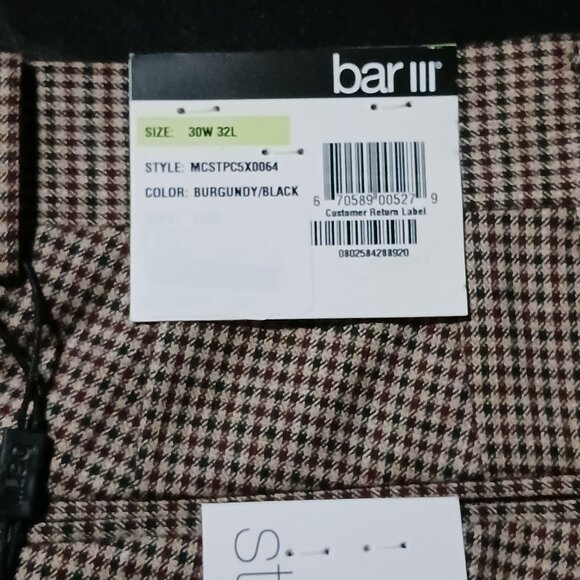 bar III®
SIZE: 30W 32L
STYLE: MCSTPC5X0064
COLOR: BURGUNDY/BLACK
6 70589 00527 9
Customer Return Label
0802584288920
st